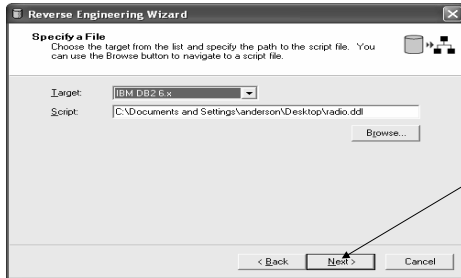 Reverse Engineering Wizard
Specify a File
Choose the target from the list and specify the path to the script file. You
can use the Browse button to navigate to a script file.
Target: IBM DB2 6.x
Script: C:\Documents and Settings\anderson\Desktop\radio.ddl
Browse...
< Back Next > Cancel